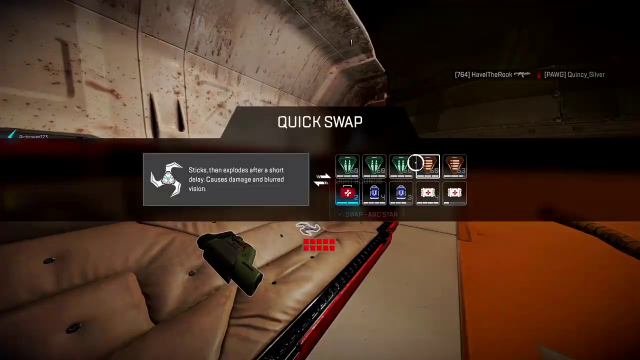 [764] HavelTheRook [PAWG] Quincy_Silver
QUICK SWAP
Sticks, then explodes after a short
delay. Causes damage and blurred
vision.
SWAP - ARC STAR